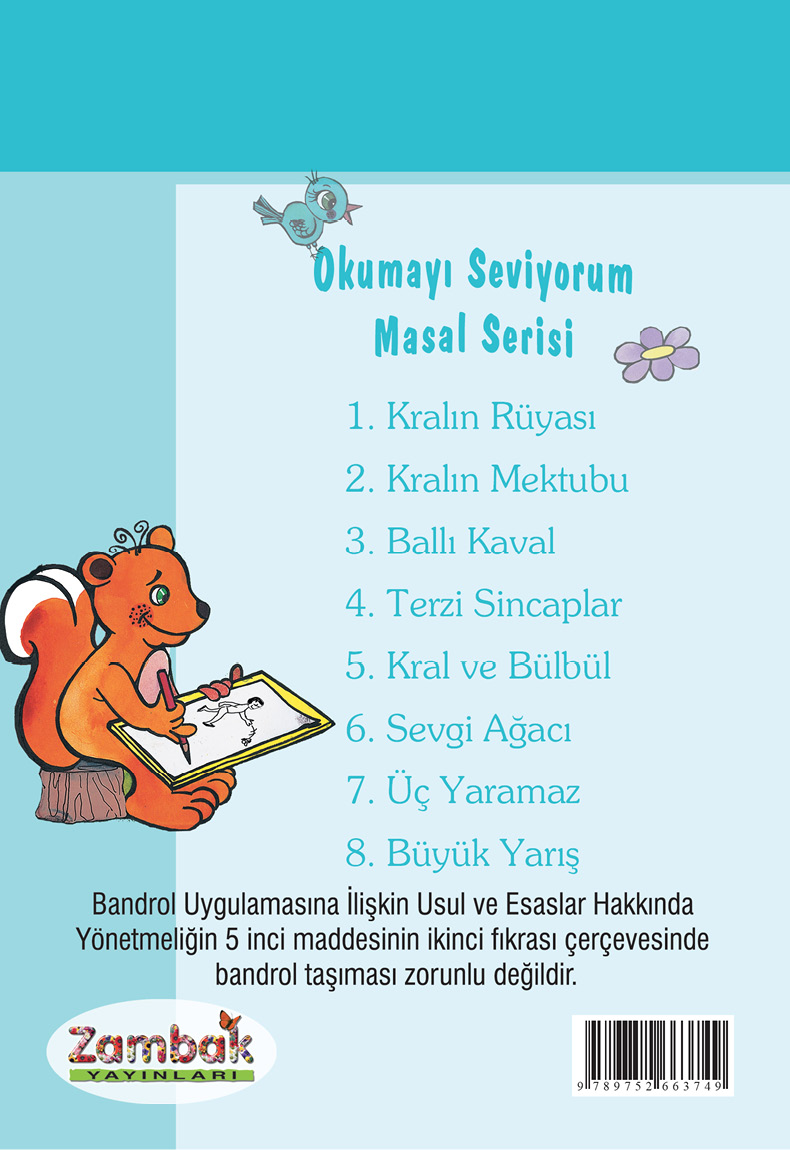 Okumayı Seviyorum
Masal Serisi
1. Kralın Rüyası
2. Kralın Mektubu
3. Ballı Kaval
4. Terzi Sincaplar
5. Kral ve Bülbül
6. Sevgi Ağacı
7. Üç Yaramaz
8. Büyük Yarış
Bandrol Uygulamasına İlişkin Usul ve Esaslar Hakkında
Yönetmeliğin 5 inci maddesinin ikinci fıkrası çerçevesinde
bandrol taşıması zorunlu değildir.
Zambak
YAYINLARI
9 789752 663749